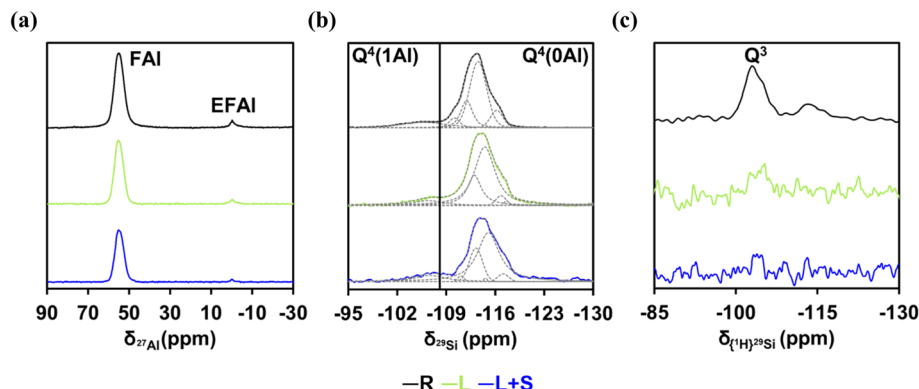 (a) (b) (c)
FAl
EFAl
Q⁴(1Al) Q⁴(0Al)
Q³
90 70 50 30 10 -10 -30
-95 -102 -109 -116 -123 -130
-85 -100 -115 -130
δ₂₇Al(ppm)
δ₂₉Si (ppm)
δ{¹H}²⁹Si (ppm)
—R —L —L+S